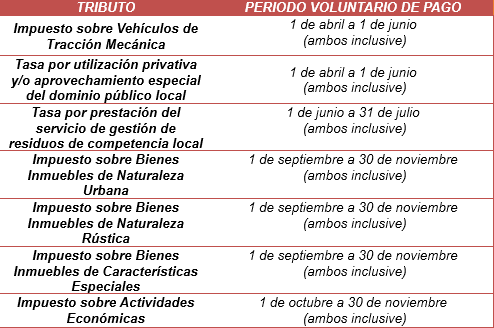 TRIBUTO PERIODO VOLUNTARIO DE PAGO
Impuesto sobre Vehículos de
Tracción Mecánica
1 de abril a 1 de junio
(ambos inclusive)
Tasa por utilización privativa
y/o aprovechamiento especial
del dominio público local
1 de abril a 1 de junio
(ambos inclusive)
Tasa por prestación del
servicio de gestión de
residuos de competencia local
1 de junio a 31 de julio
(ambos inclusive)
Impuesto sobre Bienes
Inmuebles de Naturaleza
Urbana
1 de septiembre a 30 de noviembre
(ambos inclusive)
Impuesto sobre Bienes
Inmuebles de Naturaleza
Rústica
1 de septiembre a 30 de noviembre
(ambos inclusive)
Impuesto sobre Bienes
Inmuebles de Características
Especiales
1 de septiembre a 30 de noviembre
(ambos inclusive)
Impuesto sobre Actividades
Económicas
1 de octubre a 30 de noviembre
(ambos inclusive)